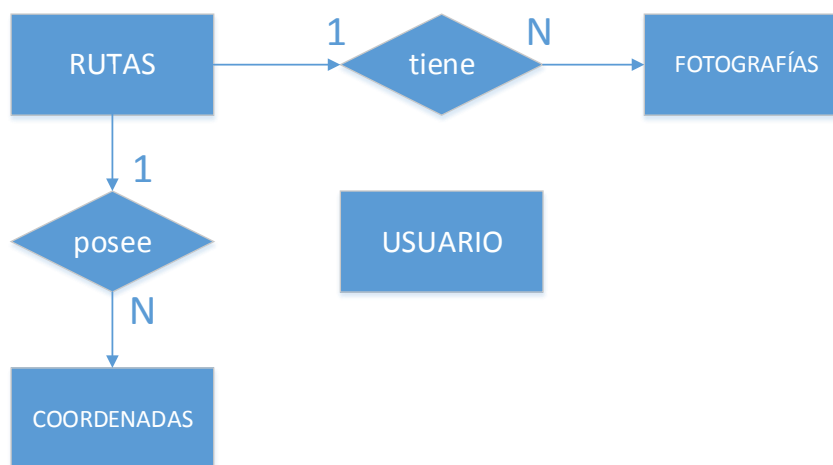 RUTAS
1
tiene
N
FOTOGRAFÍAS
1
posee
USUARIO
N
COORDENADAS